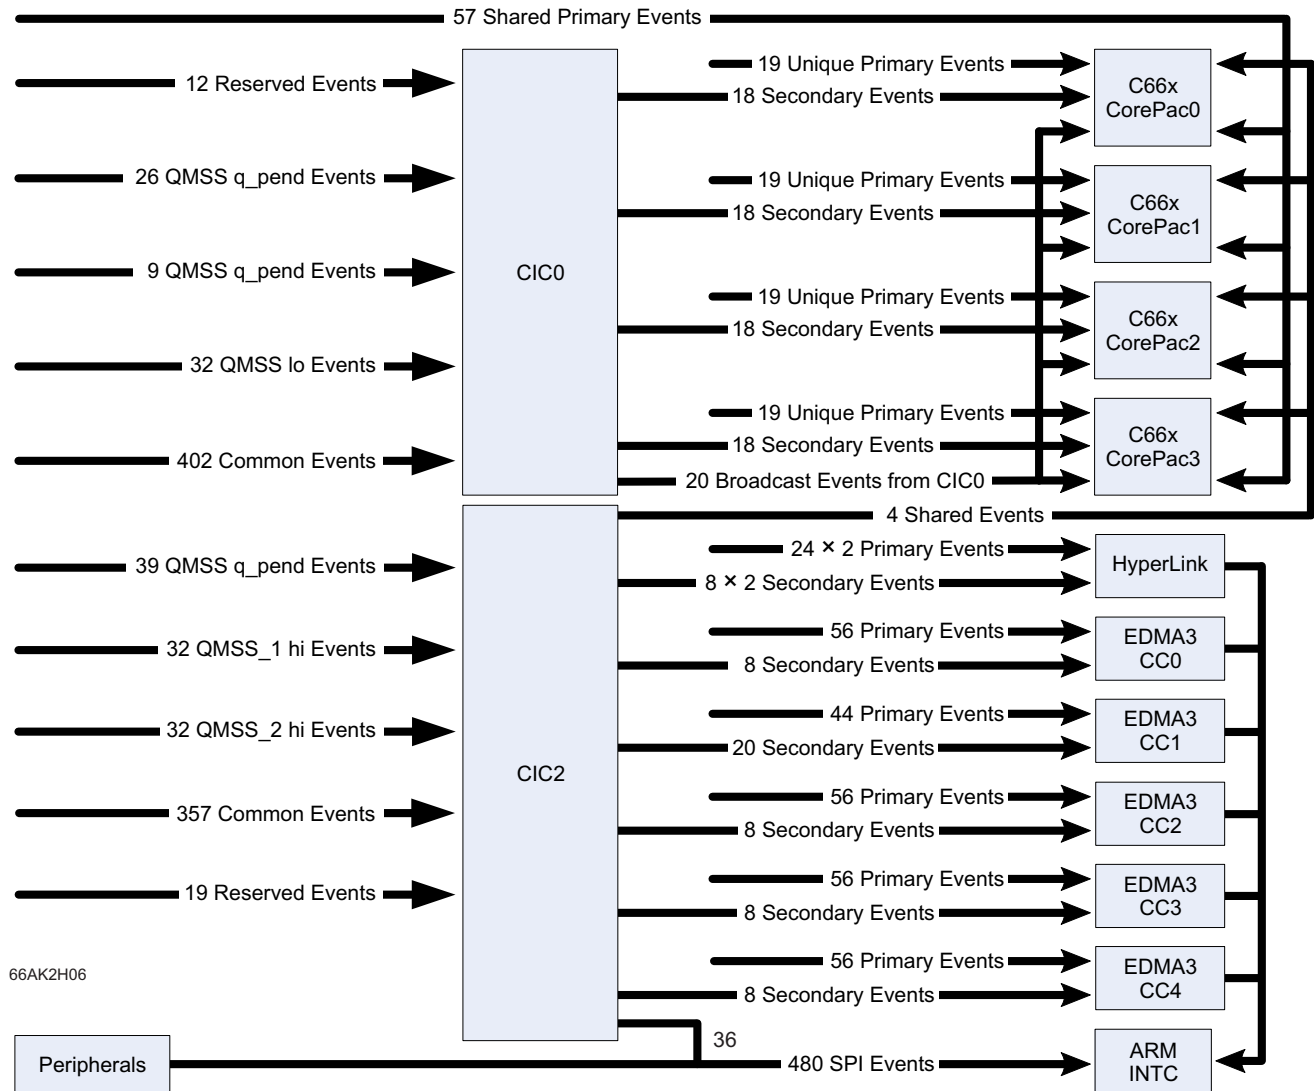 57 Shared Primary Events
12 Reserved Events
26 QMSS q_pend Events
9 QMSS q_pend Events
32 QMSS lo Events
402 Common Events
CIC0
19 Unique Primary Events
18 Secondary Events
C66x
CorePac0
19 Unique Primary Events
18 Secondary Events
C66x
CorePac1
19 Unique Primary Events
18 Secondary Events
C66x
CorePac2
19 Unique Primary Events
18 Secondary Events
C66x
CorePac3
20 Broadcast Events from CIC0
4 Shared Events
39 QMSS q_pend Events
32 QMSS_1 hi Events
32 QMSS_2 hi Events
357 Common Events
19 Reserved Events
CIC2
24 × 2 Primary Events
8 × 2 Secondary Events
HyperLink
56 Primary Events
8 Secondary Events
EDMA3
CC0
44 Primary Events
20 Secondary Events
EDMA3
CC1
56 Primary Events
8 Secondary Events
EDMA3
CC2
56 Primary Events
8 Secondary Events
EDMA3
CC3
56 Primary Events
8 Secondary Events
EDMA3
CC4
66AK2H06
Peripherals
36
480 SPI Events
ARM
INTC